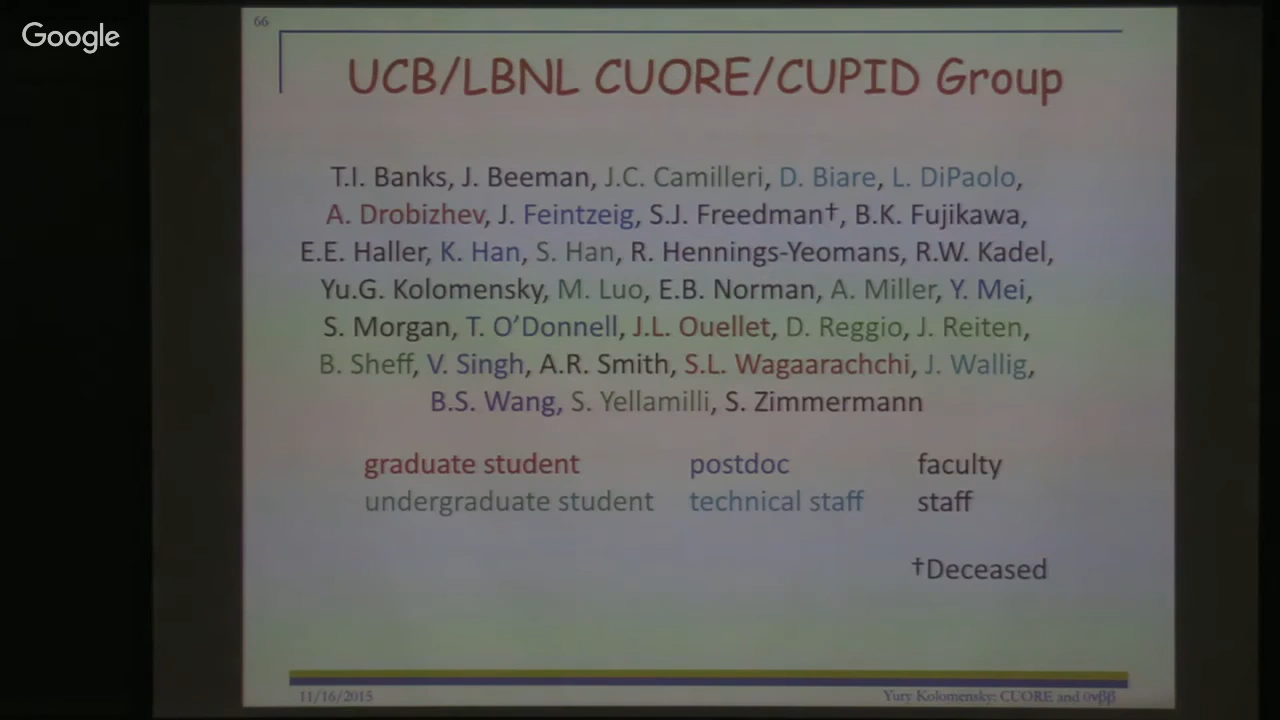 Google
66
UCB/LBNL CUORE/CUPID Group
T.I. Banks, J. Beeman, J.C. Camilleri, D. Biare, L. DiPaolo,
A. Drobizhev, J. Feintzeig, S.J. Freedman†, B.K. Fujikawa,
E.E. Haller, K. Han, S. Han, R. Hennings-Yeomans, R.W. Kadel,
Yu.G. Kolomensky, M. Luo, E.B. Norman, A. Miller, Y. Mei,
S. Morgan, T. O'Donnell, J.L. Ouellet, D. Reggio, J. Reiten,
B. Sheff, V. Singh, A.R. Smith, S.L. Wagaarachchi, J. Wallig,
B.S. Wang, S. Yellamilli, S. Zimmermann
graduate student postdoc faculty
undergraduate student technical staff staff
†Deceased
11/16/2015 Yury Kolomensky: CUORE and 0νββ